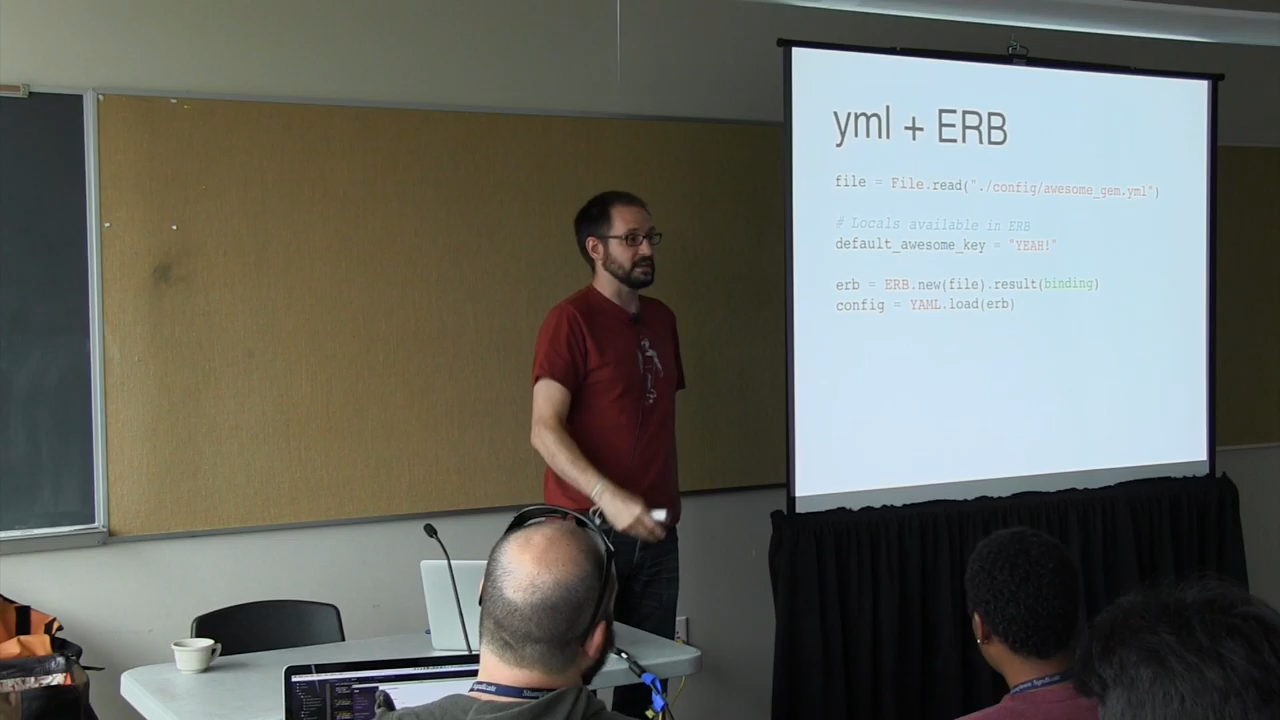 yml + ERB
file = File.read("./config/awesome_gem.yml")
# Locals available in ERB
default_awesome_key = "YEAH!"
erb = ERB.new(file).result(binding)
config = YAML.load(erb)